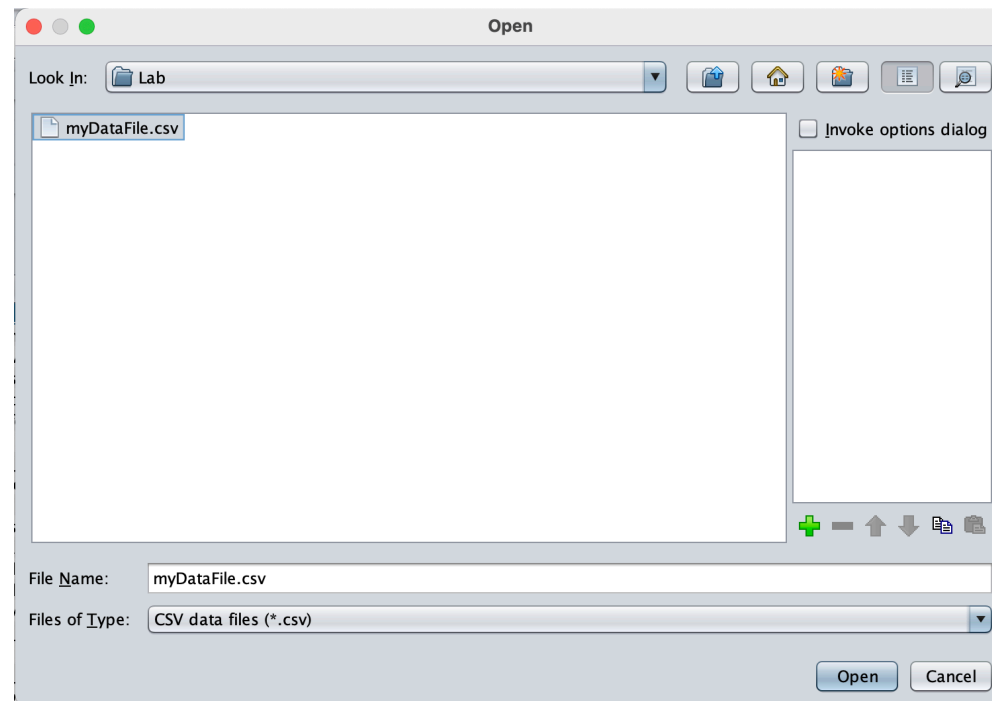 Open
Look In: Lab
myDataFile.csv
Invoke options dialog
File Name: myDataFile.csv
Files of Type: CSV data files (*.csv)
Open Cancel